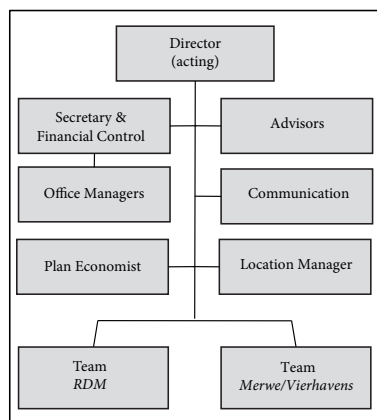 Director
(acting)
Secretary &
Financial Control
Advisors
Office Managers
Communication
Plan Economist
Location Manager
Team
RDM
Team
Merwe/Vierhavens